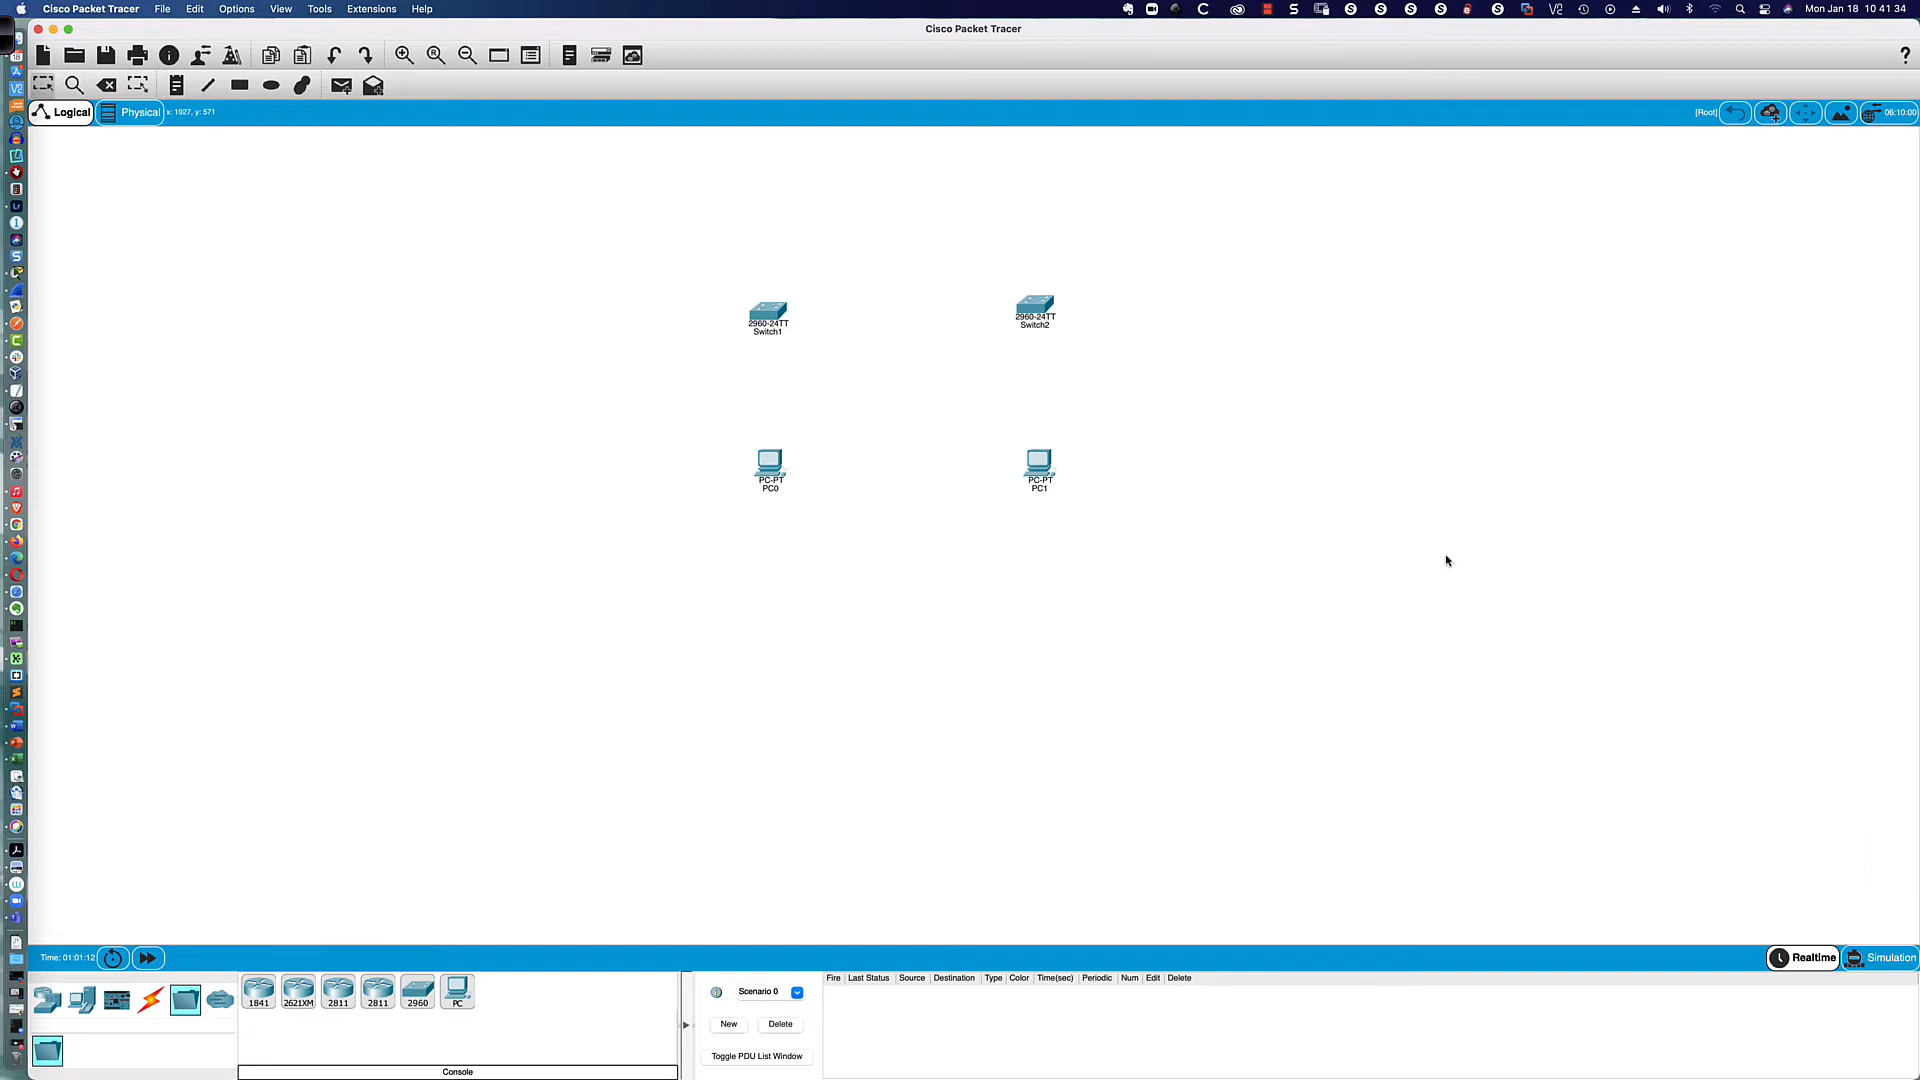 Cisco Packet Tracer File Edit Options View Tools Extensions Help Mon Jan 18 10 41 34
Cisco Packet Tracer
Logical Physical x: 1927, y: 571 [Root] 06:10:00
2960-24TT
Switch1
2960-24TT
Switch2
PC-PT
PC0
PC-PT
PC1
Time: 01:01:12 Realtime Simulation
1841 2621XM 2811 2811 2960 PC
Scenario 0
New Delete
Toggle PDU List Window
Fire Last Status Source Destination Type Color Time(sec) Periodic Num Edit Delete
Console